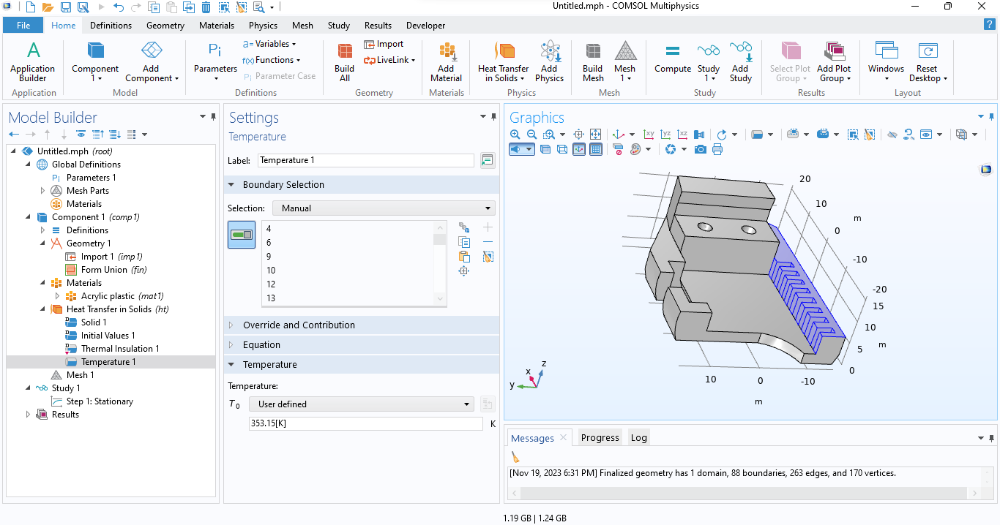 Untitled.mph - COMSOL Multiphysics
File Home Definitions Geometry Materials Physics Mesh Study Results Developer ?
Application Builder
Application
Component 1
Add Component
Model
Pi
Parameters
a= Variables
f(x) Functions
Pi Parameter Case
Definitions
Build All
Import
LiveLink
Geometry
Add Material
Materials
Heat Transfer in Solids
Add Physics
Physics
Build Mesh
Mesh 1
Mesh
Compute
Study 1
Add Study
Study
Select Plot Group
Add Plot Group
Results
Windows
Reset Desktop
Layout
Model Builder
Untitled.mph (root)
Global Definitions
Pi Parameters 1
Mesh Parts
Materials
Component 1 (comp1)
Definitions
Geometry 1
Import 1 (imp1)
Form Union (fin)
Materials
Acrylic plastic (mat1)
Heat Transfer in Solids (ht)
Solid 1
Initial Values 1
Thermal Insulation 1
Temperature 1
Mesh 1
Study 1
Step 1: Stationary
Results
Settings
Temperature
Label: Temperature 1
Boundary Selection
Selection: Manual
4
6
9
10
12
13
Override and Contribution
Equation
Temperature
Temperature:
T0 User defined
353.15[K] K
Graphics
xy yz xz
20
10
m
0
-10
-20
15
10
m
5
0
10 0 -10
m
z
x
y
Messages Progress Log
[Nov 19, 2023 6:31 PM] Finalized geometry has 1 domain, 88 boundaries, 263 edges, and 170 vertices.
1.19 GB | 1.24 GB